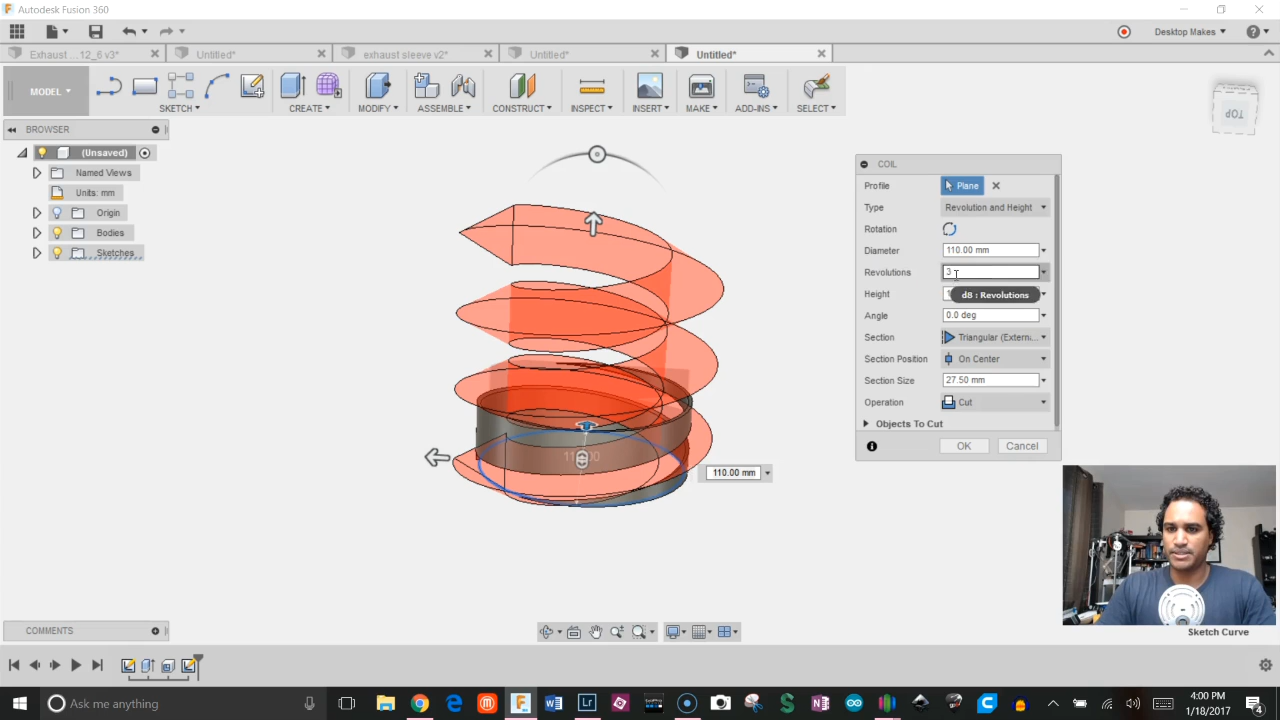 Autodesk Fusion 360
Desktop Makes
Exhaust ... 12_6 v3*
Untitled*
exhaust sleeve v2*
Untitled*
Untitled*
MODEL
SKETCH
CREATE
MODIFY
ASSEMBLE
CONSTRUCT
INSPECT
INSERT
MAKE
ADD-INS
SELECT
TOP
BROWSER
(Unsaved)
Named Views
Units: mm
Origin
Bodies
Sketches
COIL
Profile Plane
Type Revolution and Height
Rotation
Diameter 110.00 mm
Revolutions 3
Height
d8 : Revolutions
Angle 0.0 deg
Section Triangular (Extern...
Section Position On Center
Section Size 27.50 mm
Operation Cut
Objects To Cut
OK Cancel
110.00
110.00 mm
COMMENTS
Sketch Curve
Ask me anything
4:00 PM
1/18/2017